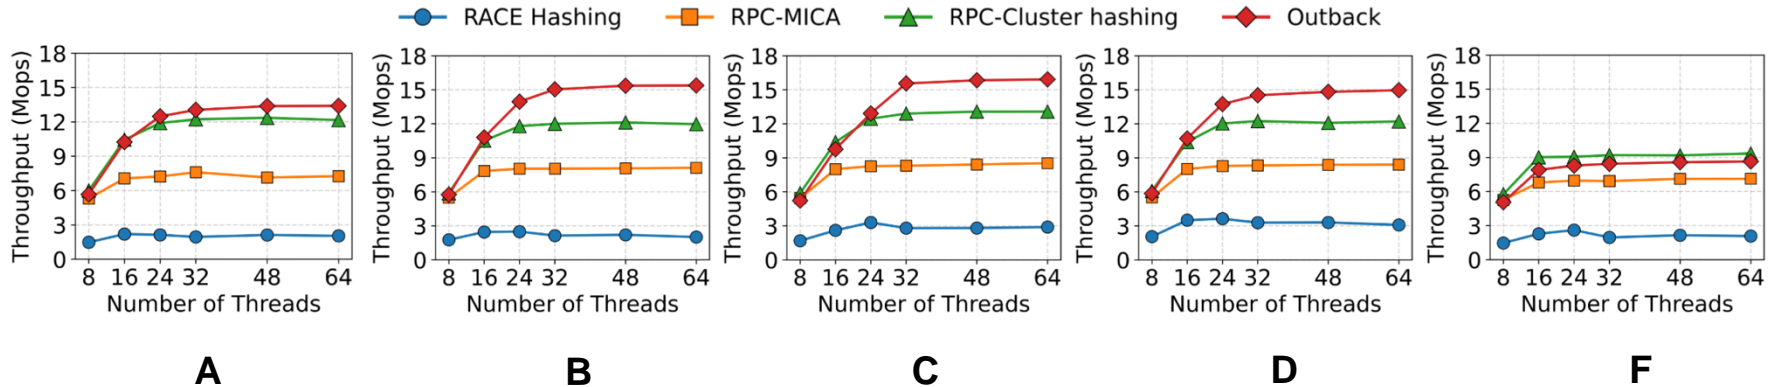 RACE Hashing RPC-MICA RPC-Cluster hashing Outback
Throughput (Mops)
18
15
12
9
6
3
0
8 16 24 32 48 64
Number of Threads
A
Throughput (Mops)
18
15
12
9
6
3
0
8 16 24 32 48 64
Number of Threads
B
Throughput (Mops)
18
15
12
9
6
3
0
8 16 24 32 48 64
Number of Threads
C
Throughput (Mops)
18
15
12
9
6
3
0
8 16 24 32 48 64
Number of Threads
D
Throughput (Mops)
18
15
12
9
6
3
0
8 16 24 32 48 64
Number of Threads
F